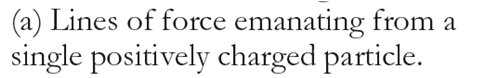 (a) Lines of force emanating from a
single positively charged particle.